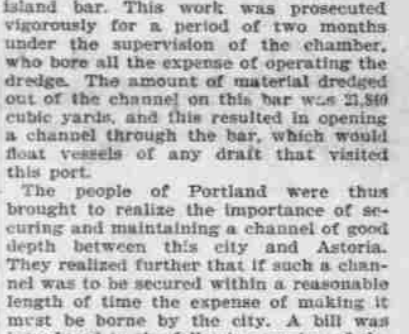 island bar. This work was prosecuted
vigorously for a period of two months
under the supervision of the chamber,
who bore all the expense of operating the
dredge. The amount of material dredged
out of the channel on this bar was 21,840
cubic yards, and this resulted in opening
a channel through the bar, which would
float vessels of any draft that visited
this port.
The people of Portland were thus
brought to realize the importance of se-
curing and maintaining a channel of good
depth between this city and Astoria.
They realized further that if such a chan-
nel was to be secured within a reasonable
length of time the expense of making it
must be borne by the city. A bill was